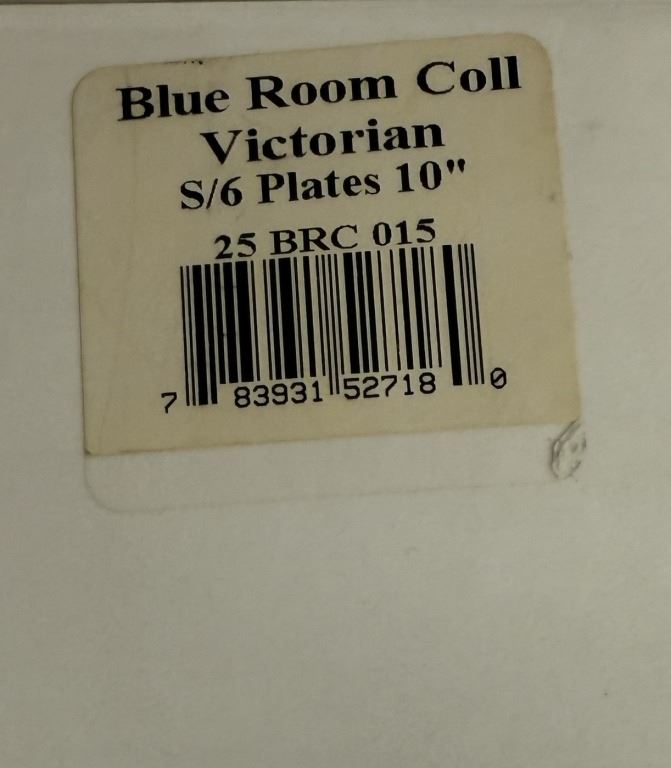 Blue Room Coll
Victorian
S/6 Plates 10"
25 BRC 015
7 83931 52718 0